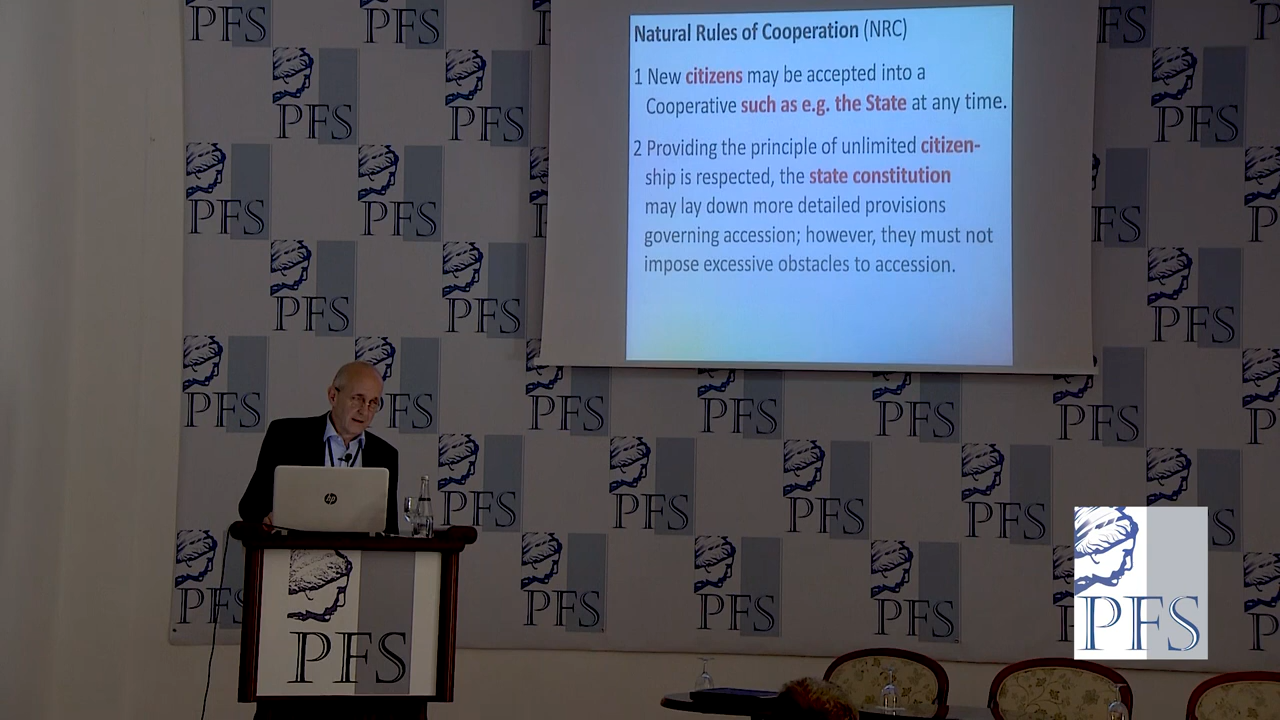 Natural Rules of Cooperation (NRC)
1 New citizens may be accepted into a
Cooperative such as e.g. the State at any time.
2 Providing the principle of unlimited citizen-
ship is respected, the state constitution
may lay down more detailed provisions
governing accession; however, they must not
impose excessive obstacles to accession.
PFS
hp
PFS
PFS